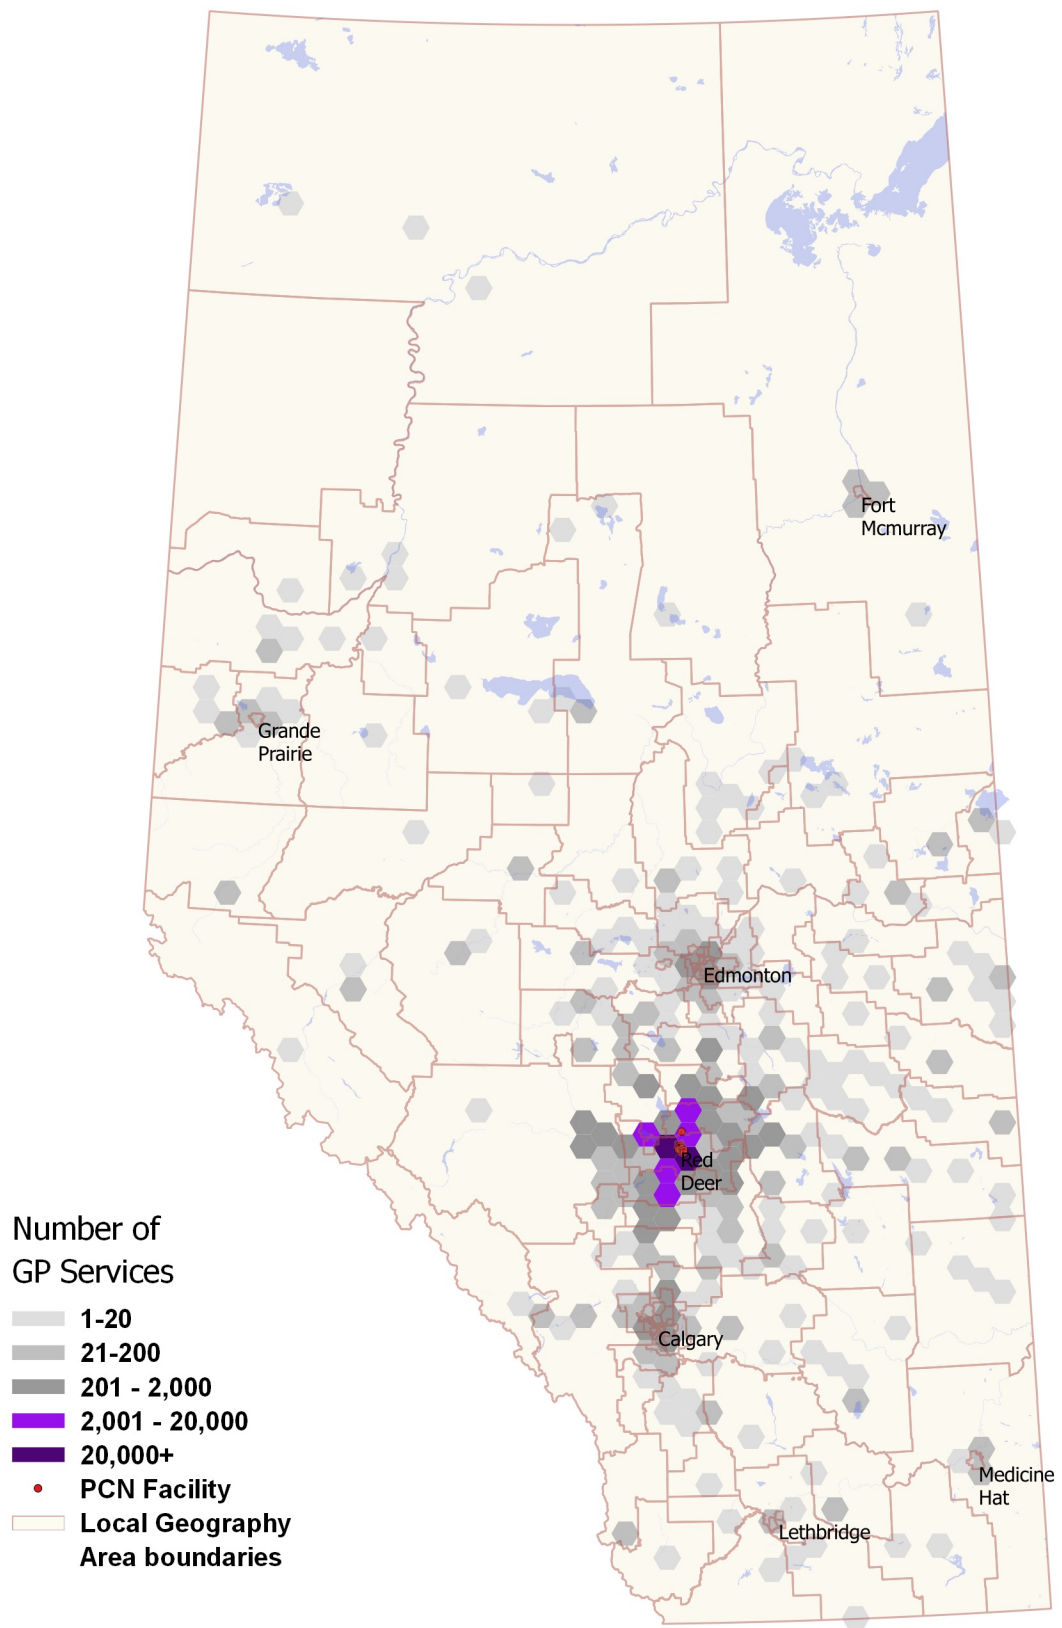 Fort
Mcmurray
Grande
Prairie
Edmonton
Red
Deer
Number of
GP Services
1-20
21-200
201 - 2,000
2,001 - 20,000
20,000+
PCN Facility
Local Geography
Area boundaries
Calgary
Medicine
Hat
Lethbridge